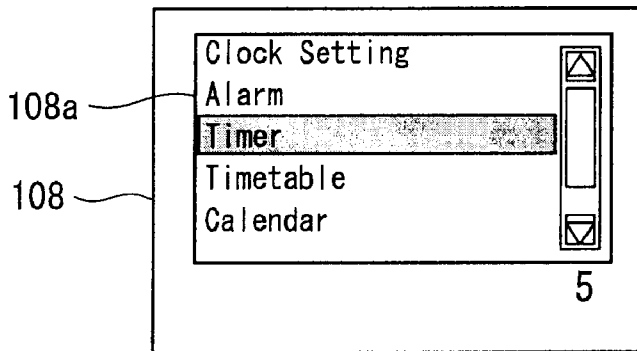 Clock Setting
108a
Alarm
Timer
Timetable
108
Calendar
5